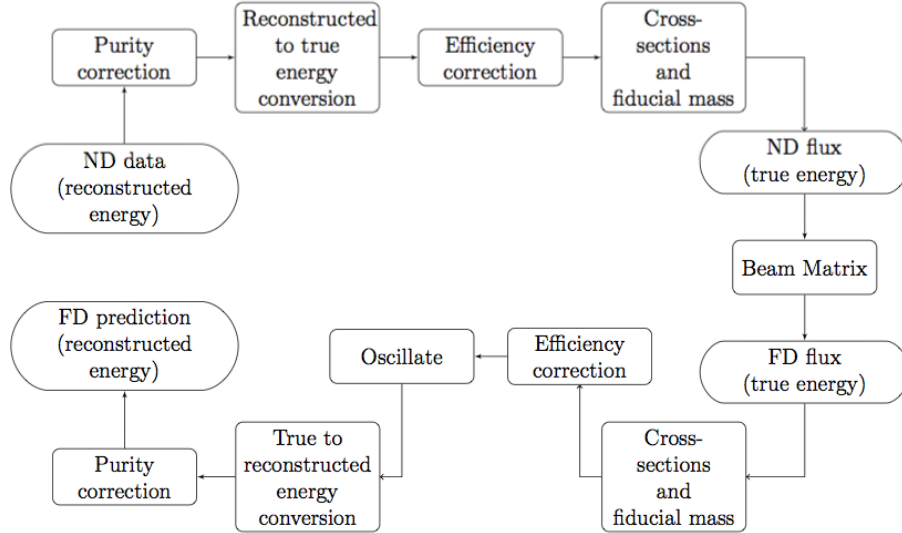 Purity
correction
Reconstructed
to true
energy
conversion
Efficiency
correction
Cross-
sections
and
fiducial mass
ND data
(reconstructed
energy)
ND flux
(true energy)
Beam Matrix
FD flux
(true energy)
Cross-
sections
and
fiducial mass
Efficiency
correction
Oscillate
True to
reconstructed
energy
conversion
Purity
correction
FD prediction
(reconstructed
energy)